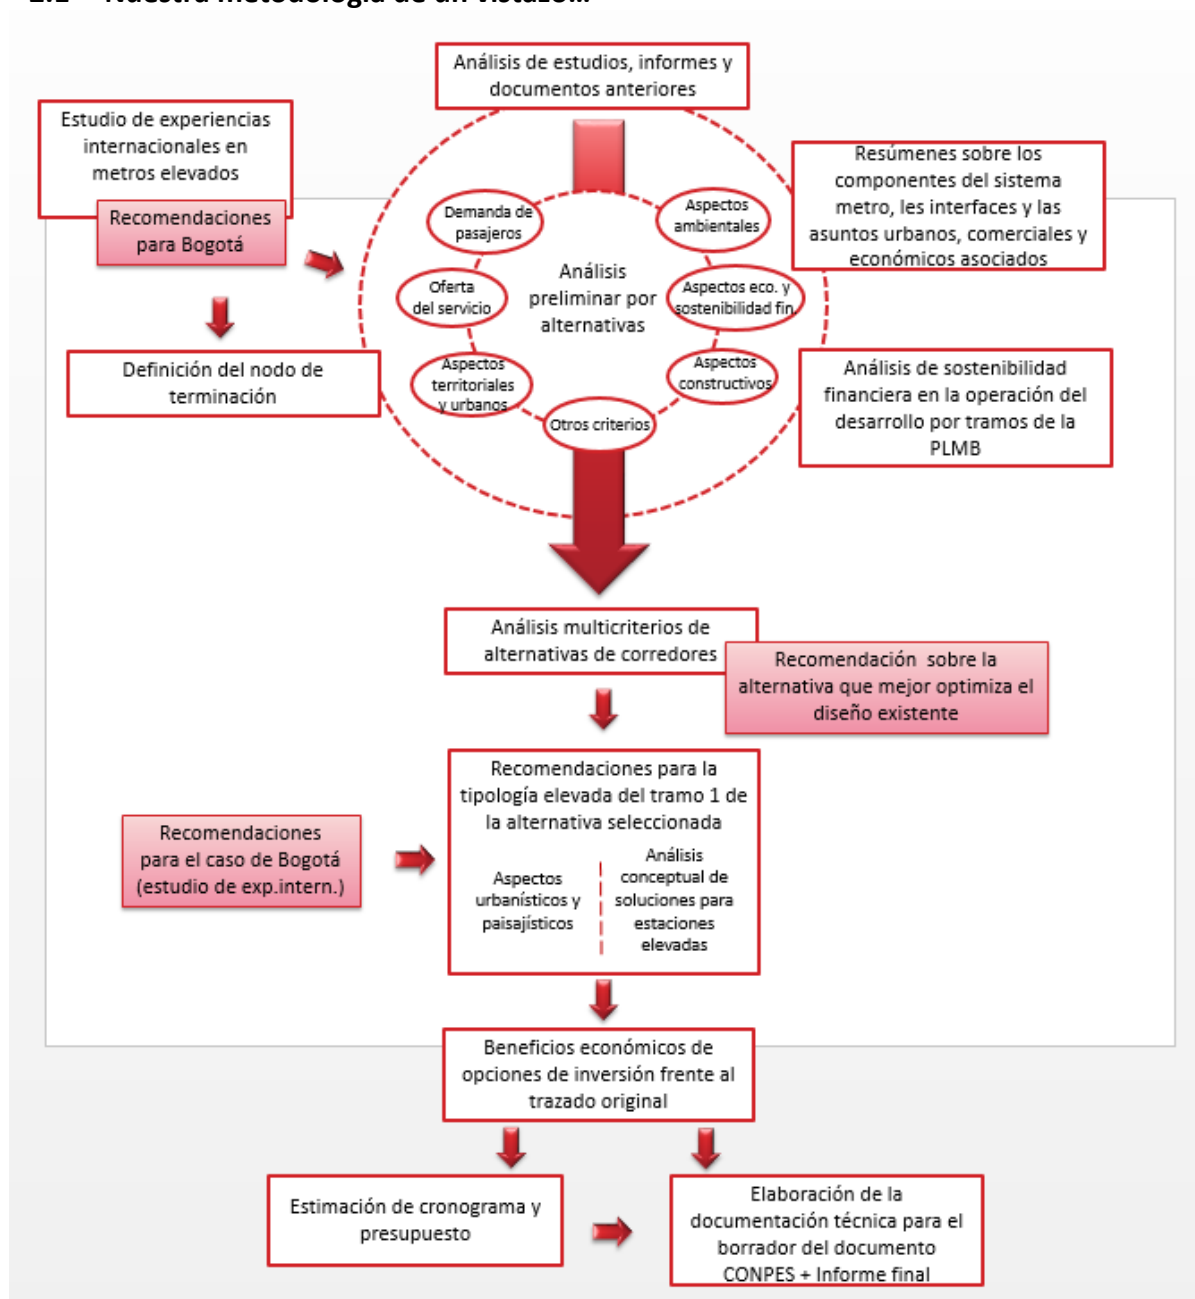 2.1 Nuestra metodología de un vistazo…
Análisis de estudios, informes y
documentos anteriores
Estudio de experiencias
internacionales en
metros elevados
Recomendaciones
para Bogotá
Definición del nodo de
terminación
Resúmenes sobre los
componentes del sistema
metro, les interfaces y las
asuntos urbanos, comerciales y
económicos asociados
Demanda de
pasajeros
Aspectos
ambientales
Oferta
del servicio
Análisis
preliminar por
alternativas
Aspectos eco. y
sostenibilidad fin.
Aspectos
territoriales
y urbanos
Aspectos
constructivos
Otros criterios
Análisis de sostenibilidad
financiera en la operación del
desarrollo por tramos de la
PLMB
Análisis multicriterios de
alternativas de corredores
Recomendación sobre la
alternativa que mejor optimiza el
diseño existente
Recomendaciones para la
tipología elevada del tramo 1 de
la alternativa seleccionada
Aspectos
urbanísticos y
paisajísticos
Análisis
conceptual de
soluciones para
estaciones
elevadas
Recomendaciones
para el caso de Bogotá
(estudio de exp.intern.)
Beneficios económicos de
opciones de inversión frente al
trazado original
Estimación de cronograma y
presupuesto
Elaboración de la
documentación técnica para el
borrador del documento
CONPES + Informe final